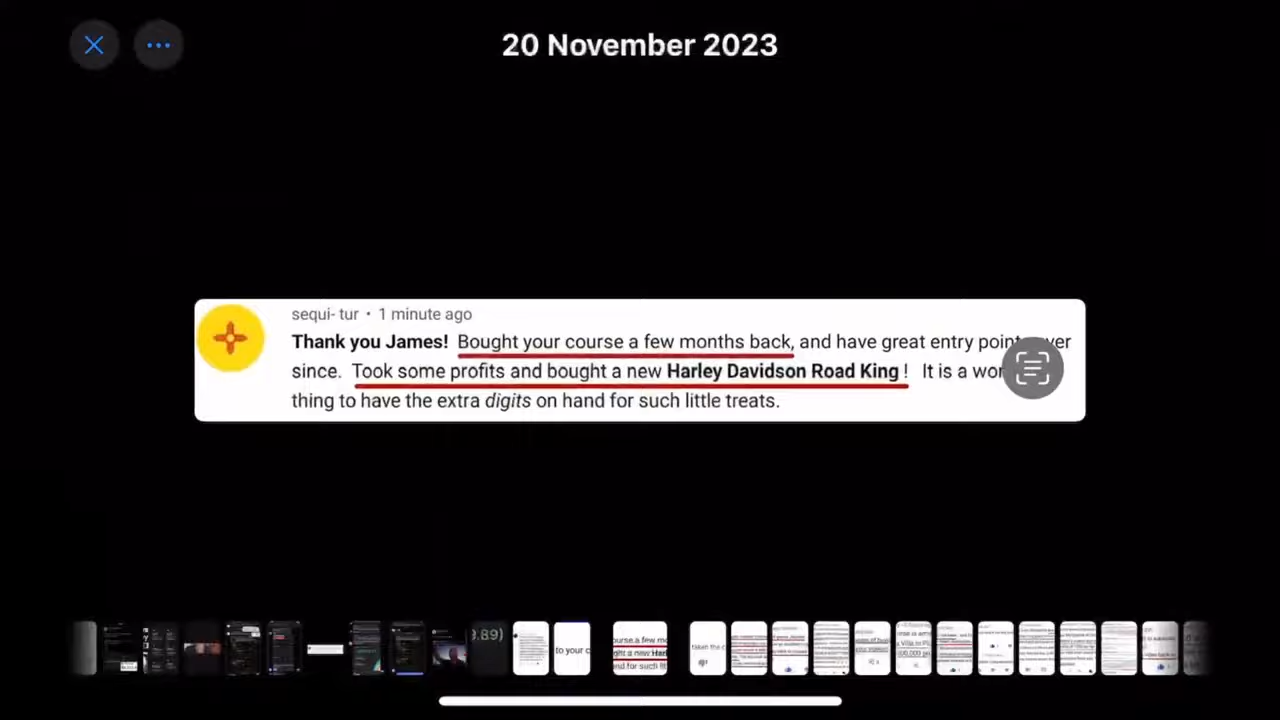 20 November 2023
sequi- tur • 1 minute ago
Thank you James! Bought your course a few months back, and have great entry
since. Took some profits and bought a new Harley Davidson Road King ! It is a
thing to have the extra digits on hand for such little treats.